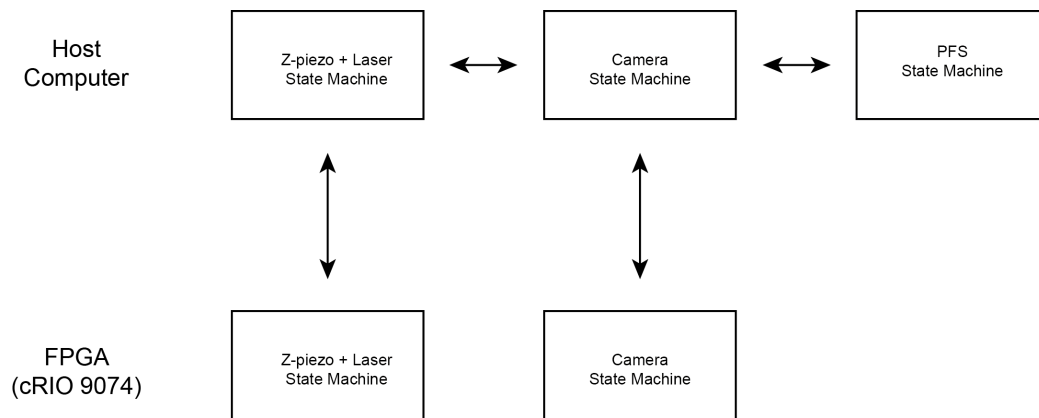 Host
Computer
Z-piezo + Laser
State Machine
Camera
State Machine
PFS
State Machine
FPGA
(cRIO 9074)
Z-piezo + Laser
State Machine
Camera
State Machine